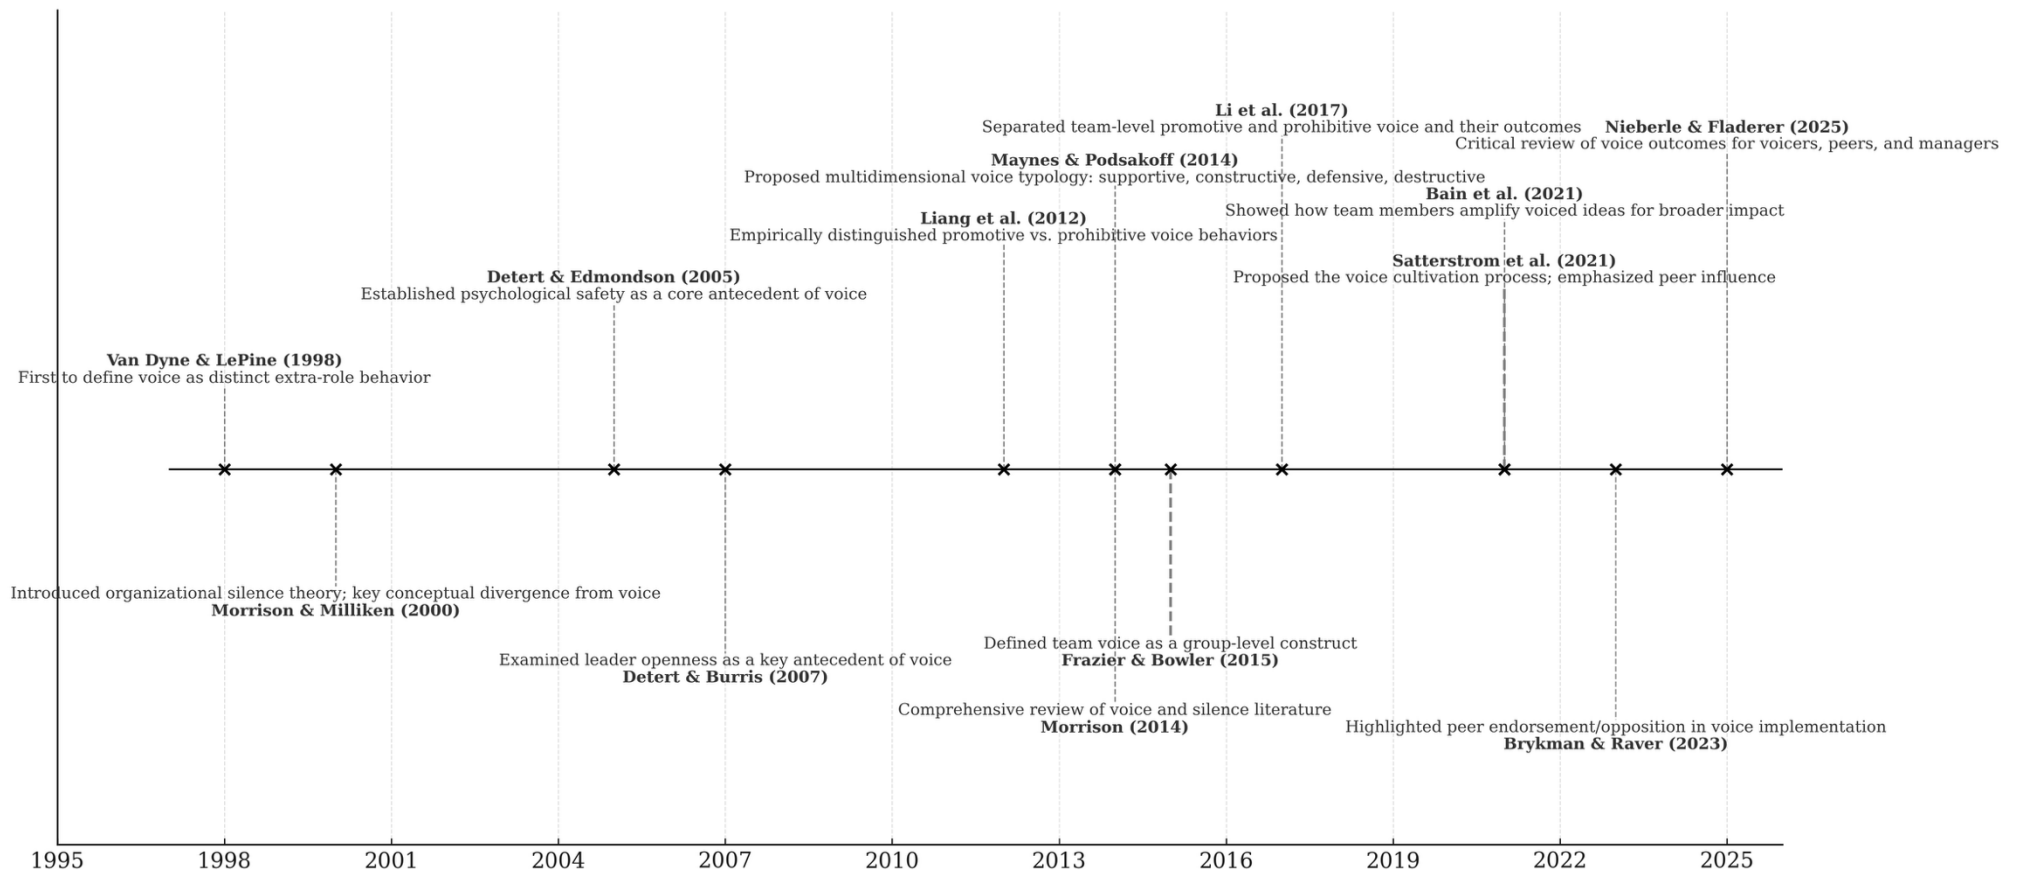 Li et al. (2017)
Separated team-level promotive and prohibitive voice and their outcomes
Nieberle & Fladerer (2025)
Critical review of voice outcomes for voicers, peers, and managers
Maynes & Podsakoff (2014)
Proposed multidimensional voice typology: supportive, constructive, defensive, destructive
Bain et al. (2021)
Showed how team members amplify voiced ideas for broader impact
Liang et al. (2012)
Empirically distinguished promotive vs. prohibitive voice behaviors
Satterstrom et al. (2021)
Proposed the voice cultivation process; emphasized peer influence
Detert & Edmondson (2005)
Established psychological safety as a core antecedent of voice
Van Dyne & LePine (1998)
First to define voice as distinct extra-role behavior
Introduced organizational silence theory; key conceptual divergence from voice
Morrison & Milliken (2000)
Defined team voice as a group-level construct
Frazier & Bowler (2015)
Examined leader openness as a key antecedent of voice
Detert & Burris (2007)
Comprehensive review of voice and silence literature
Morrison (2014)
Highlighted peer endorsement/opposition in voice implementation
Brykman & Raver (2023)
1995 1998 2001 2004 2007 2010 2013 2016 2019 2022 2025